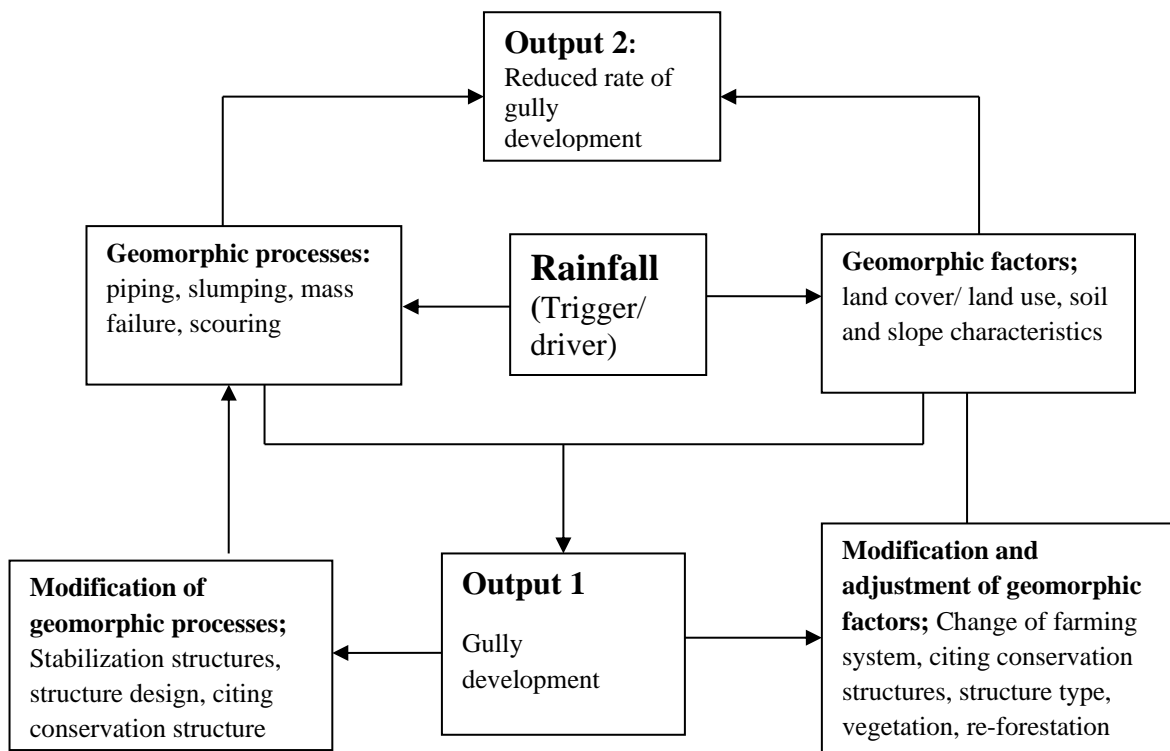 Output 2:
Reduced rate of
gully
development
Geomorphic processes:
piping, slumping, mass
failure, scouring
Rainfall
(Trigger/
driver)
Geomorphic factors;
land cover/ land use, soil
and slope characteristics
Modification of
geomorphic processes;
Stabilization structures,
structure design, citing
conservation structure
Output 1
Gully
development
Modification and
adjustment of geomorphic
factors; Change of farming
system, citing conservation
structures, structure type,
vegetation, re-forestation